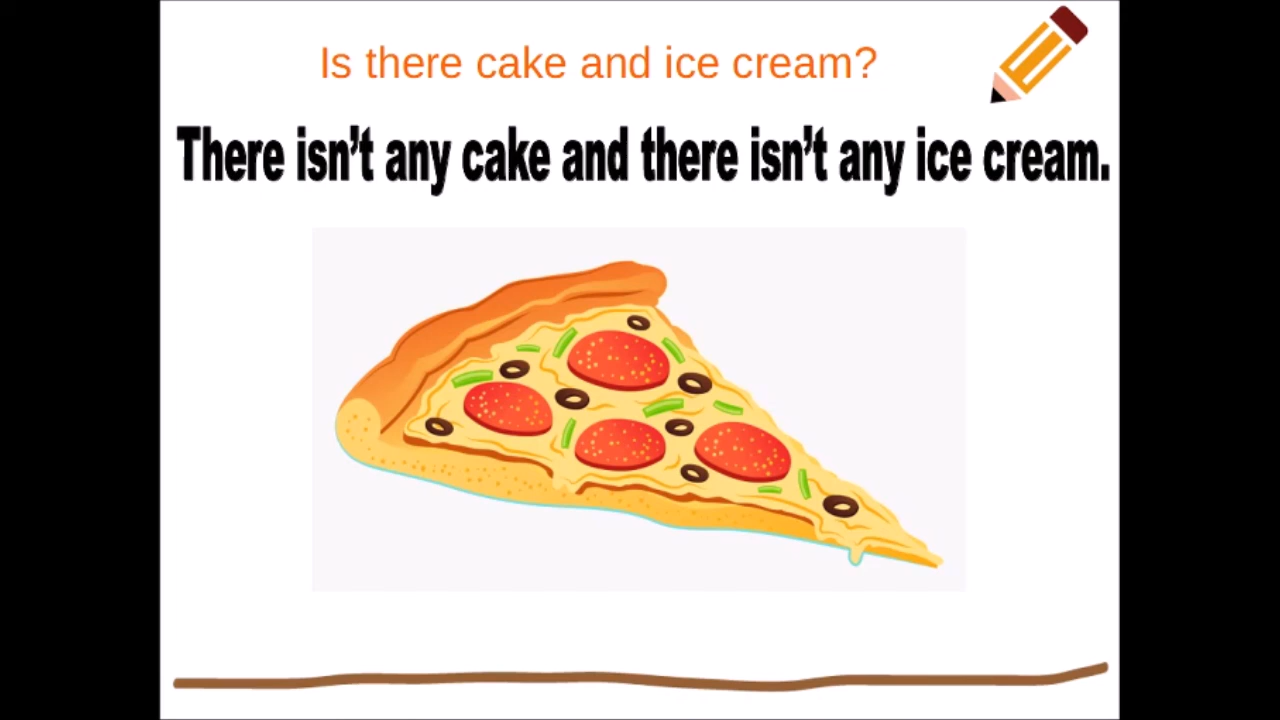 Is there cake and ice cream?
There isn’t any cake and there isn’t any ice cream.